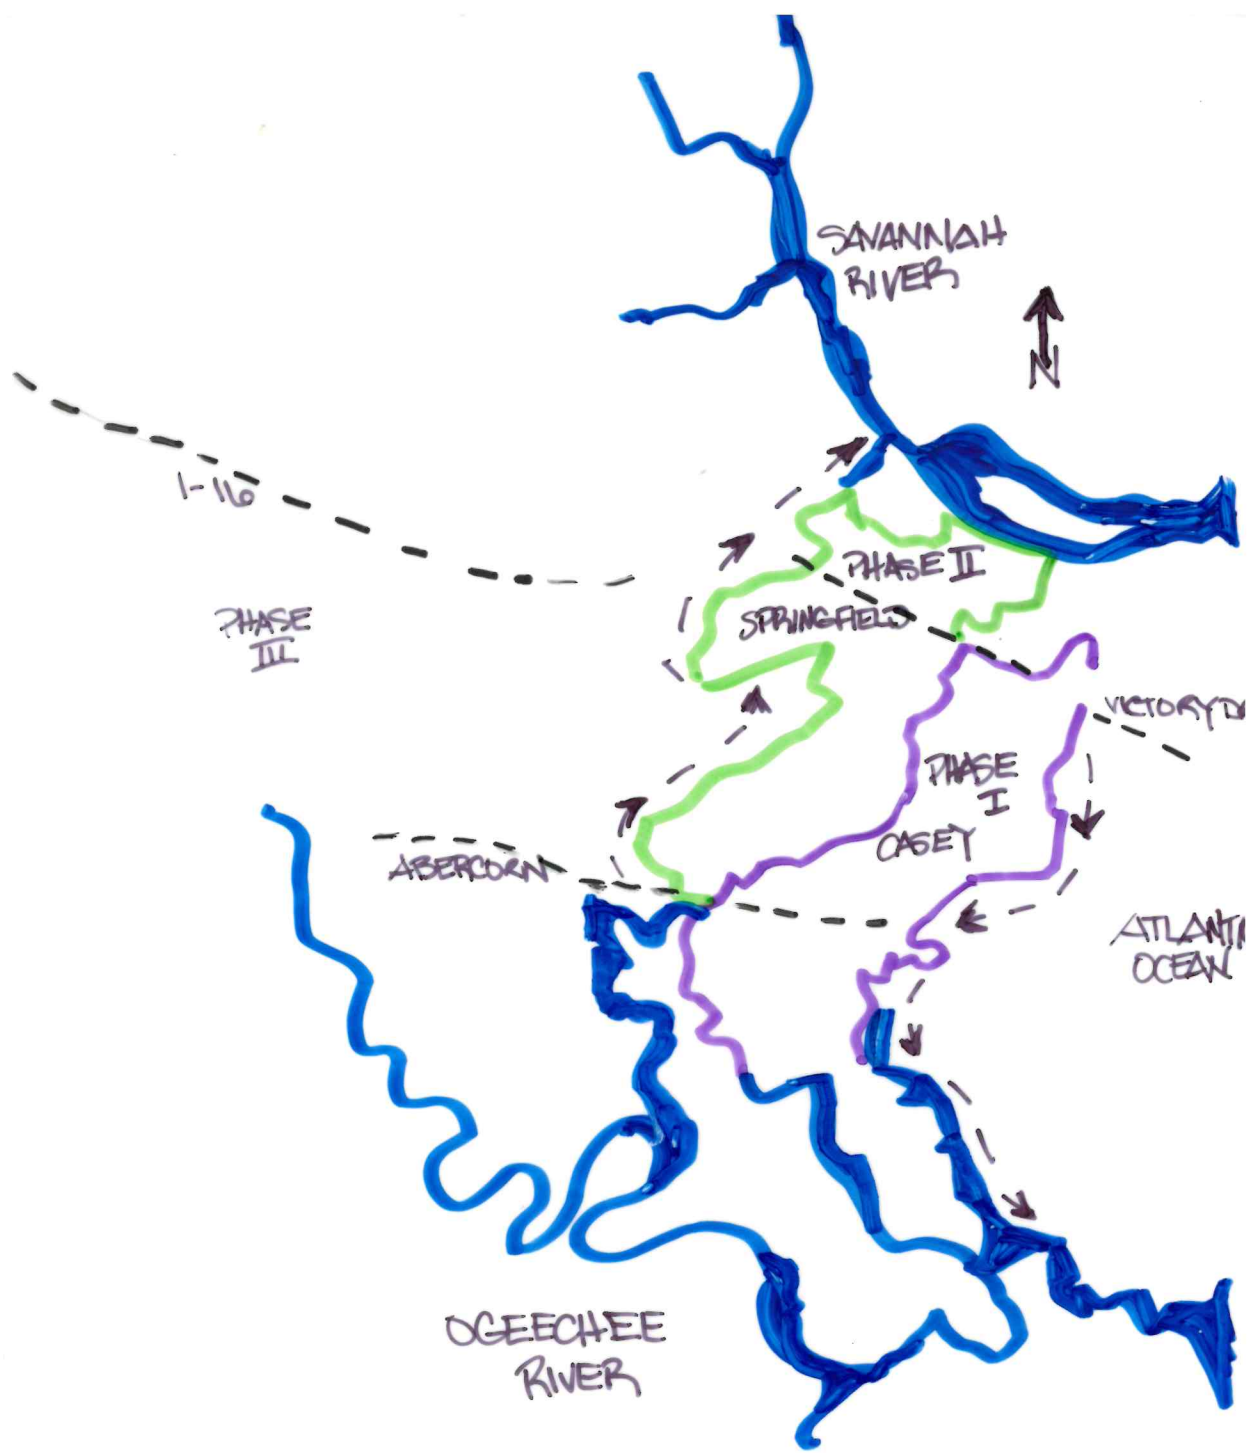 SAVANNAH
RIVER
N
I-16
PHASE II
SPRINGFIELD
PHASE
III
VICTORY D
PHASE
I
CASEY
ABERCORN
ATLANTI
OCEAN
OGEECHEE
RIVER